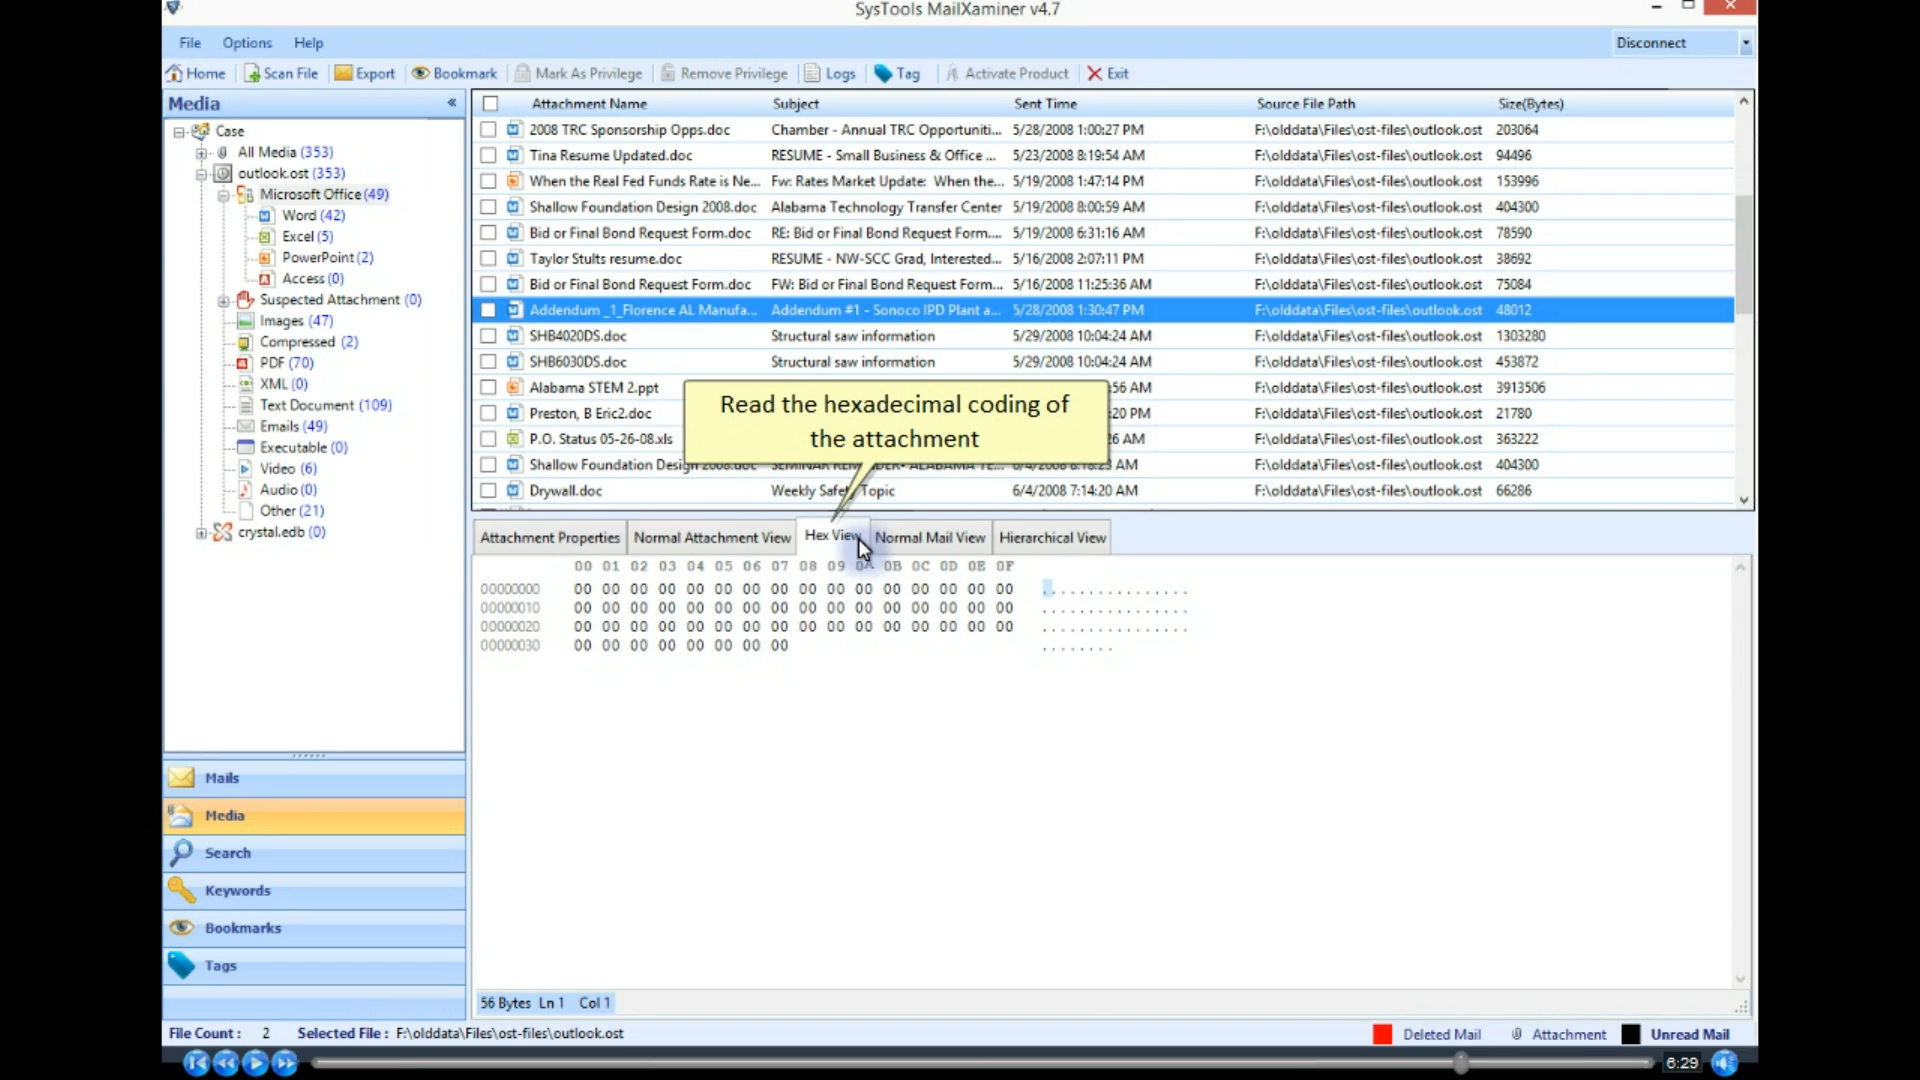 SysTools MailXaminer v4.7
File Options Help Disconnect
Home Scan File Export Bookmark Mark As Privilege Remove Privilege Logs Tag Activate Product Exit
Media «
Case
All Media (353)
outlook.ost (353)
Microsoft Office (49)
Word (42)
Excel (5)
PowerPoint (2)
Access (0)
Suspected Attachment (0)
Images (47)
Compressed (2)
PDF (70)
XML (0)
Text Document (109)
Emails (49)
Executable (0)
Video (6)
Audio (0)
Other (21)
crystal.edb (0)
Mails
Media
Search
Keywords
Bookmarks
Tags
Attachment Name Subject Sent Time Source File Path Size(Bytes)
2008 TRC Sponsorship Opps.doc Chamber - Annual TRC Opportuniti... 5/28/2008 1:00:27 PM F:\olddata\Files\ost-files\outlook.ost 203064
Tina Resume Updated.doc RESUME - Small Business & Office ... 5/23/2008 8:19:54 AM F:\olddata\Files\ost-files\outlook.ost 94496
When the Real Fed Funds Rate is Ne... Fw: Rates Market Update: When the... 5/19/2008 1:47:14 PM F:\olddata\Files\ost-files\outlook.ost 153996
Shallow Foundation Design 2008.doc Alabama Technology Transfer Center 5/19/2008 8:00:59 AM F:\olddata\Files\ost-files\outlook.ost 404300
Bid or Final Bond Request Form.doc RE: Bid or Final Bond Request Form.... 5/19/2008 6:31:16 AM F:\olddata\Files\ost-files\outlook.ost 78590
Taylor Stults resume.doc RESUME - NW-SCC Grad, Interested... 5/16/2008 2:07:11 PM F:\olddata\Files\ost-files\outlook.ost 38692
Bid or Final Bond Request Form.doc FW: Bid or Final Bond Request Form... 5/16/2008 11:25:36 AM F:\olddata\Files\ost-files\outlook.ost 75084
Addendum _1_Florence AL Manufa... Addendum #1 - Sonoco IPD Plant a... 5/28/2008 1:30:47 PM F:\olddata\Files\ost-files\outlook.ost 48012
SHB4020DS.doc Structural saw information 5/29/2008 10:04:24 AM F:\olddata\Files\ost-files\outlook.ost 1303280
SHB6030DS.doc Structural saw information 5/29/2008 10:04:24 AM F:\olddata\Files\ost-files\outlook.ost 453872
Alabama STEM 2.ppt :56 AM F:\olddata\Files\ost-files\outlook.ost 3913506
Preston, B Eric2.doc :20 PM F:\olddata\Files\ost-files\outlook.ost 21780
P.O. Status 05-26-08.xls 26 AM F:\olddata\Files\ost-files\outlook.ost 363222
Shallow Foundation Design 2008.doc 6/4/2008 8:18:23 AM F:\olddata\Files\ost-files\outlook.ost 404300
Drywall.doc Weekly Safety Topic 6/4/2008 7:14:20 AM F:\olddata\Files\ost-files\outlook.ost 66286
Read the hexadecimal coding of
the attachment
Attachment Properties Normal Attachment View Hex View Normal Mail View Hierarchical View
00 01 02 03 04 05 06 07 08 09 0A 0B 0C 0D 0E 0F
00000000 00 00 00 00 00 00 00 00 00 00 00 00 00 00 00 00 ................
00000010 00 00 00 00 00 00 00 00 00 00 00 00 00 00 00 00 ................
00000020 00 00 00 00 00 00 00 00 00 00 00 00 00 00 00 00 ................
00000030 00 00 00 00 00 00 00 00 ........
56 Bytes Ln 1 Col 1
File Count : 2 Selected File : F:\olddata\Files\ost-files\outlook.ost Deleted Mail Attachment Unread Mail
6:29